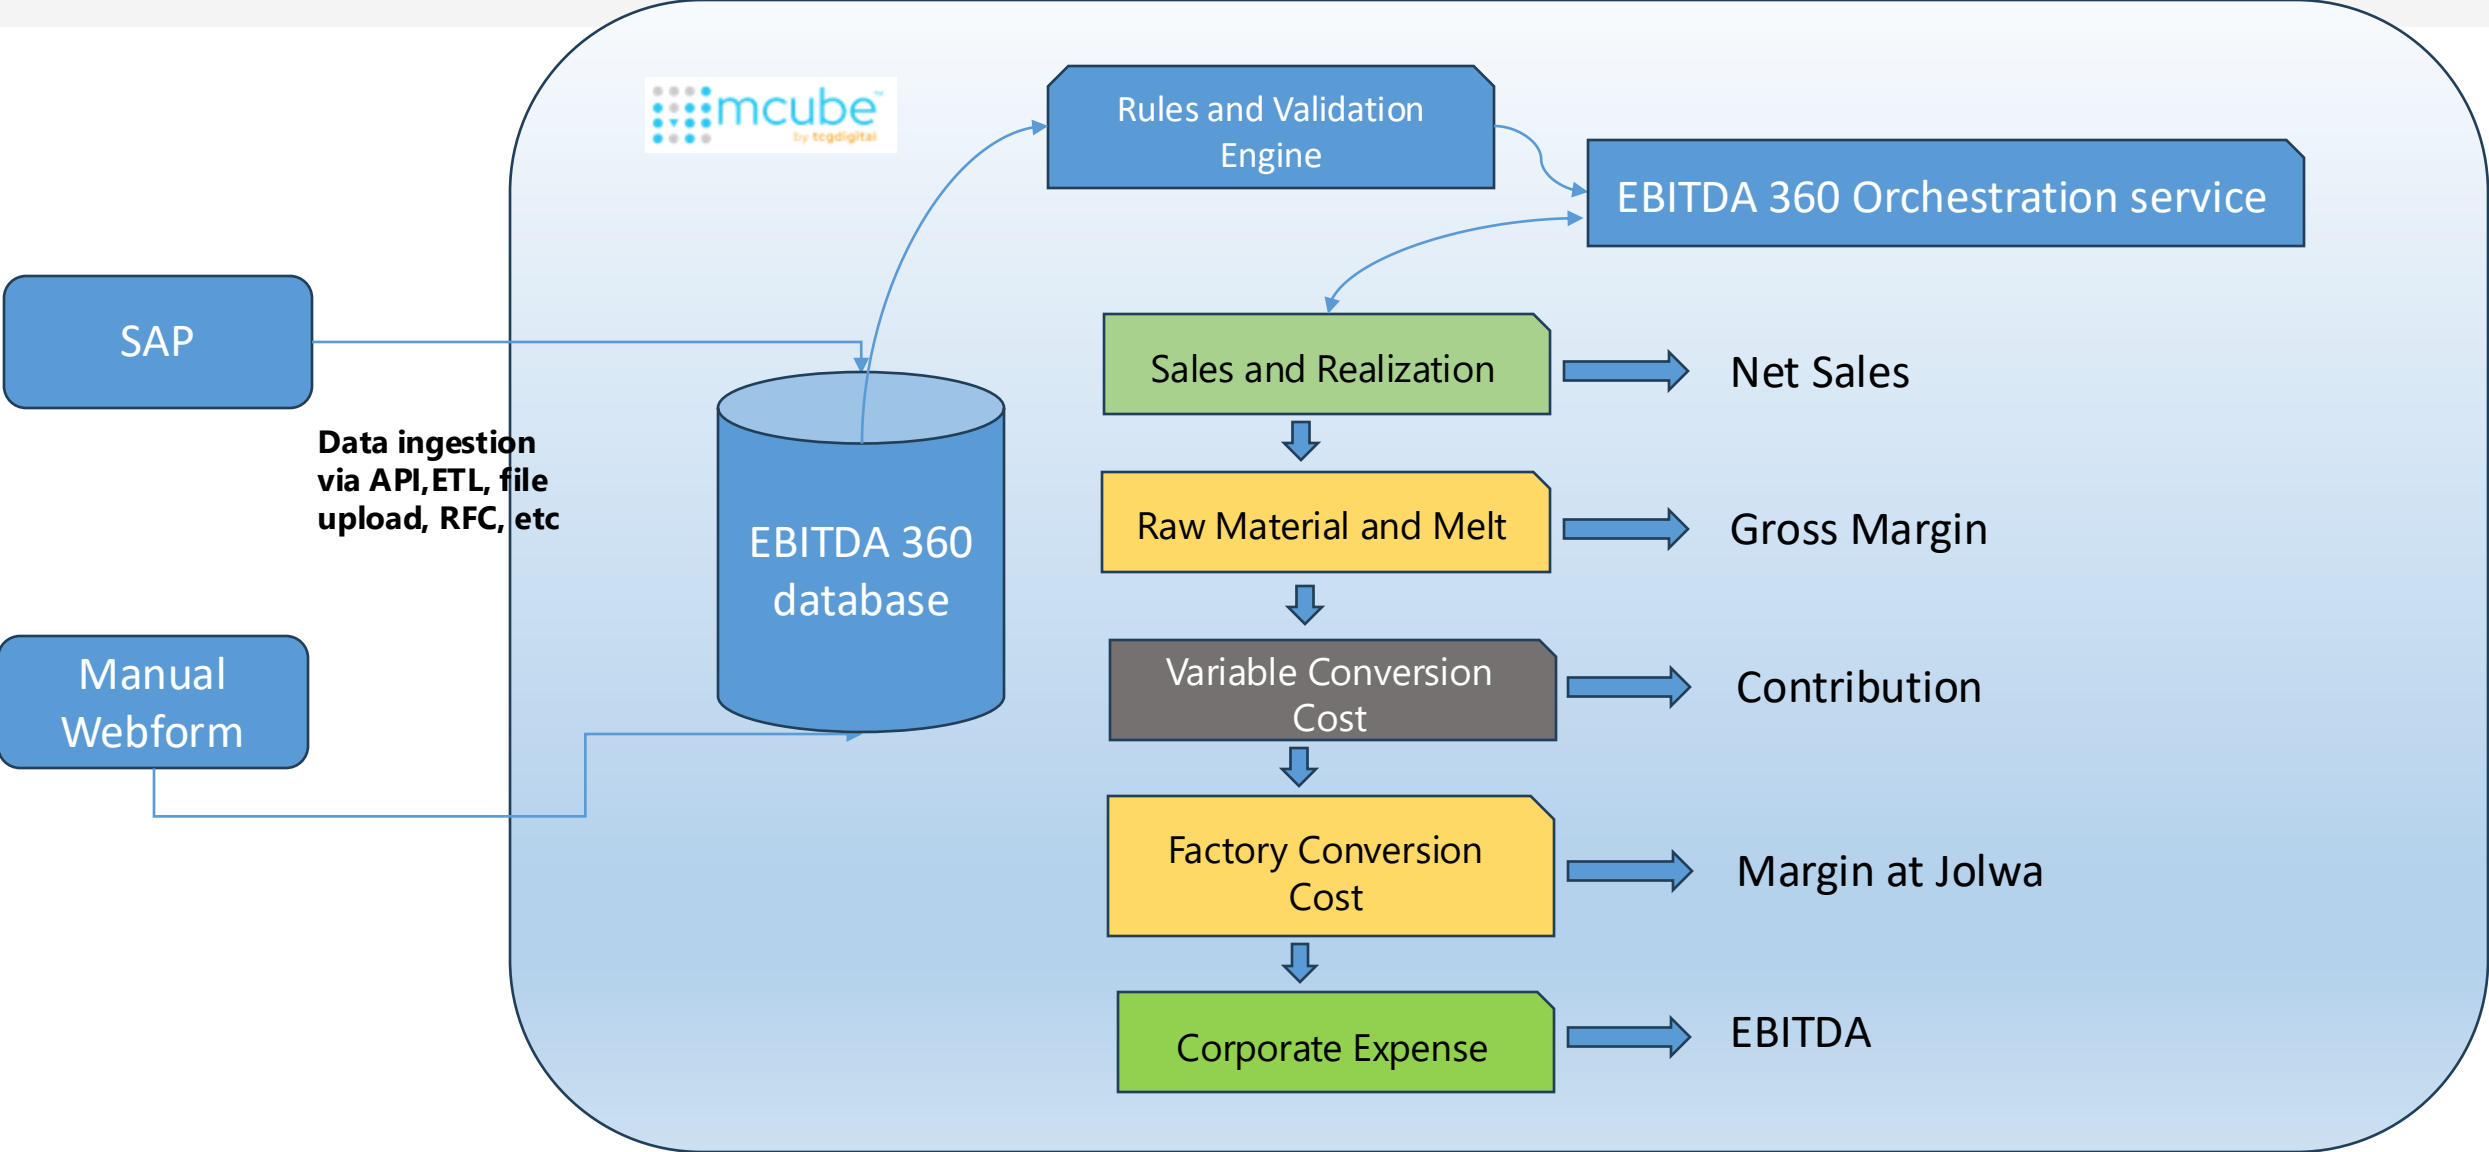 mcube™
by tcgdigital
Rules and Validation
Engine
EBITDA 360 Orchestration service
SAP
Data ingestion
via API,ETL, file
upload, RFC, etc
Manual
Webform
EBITDA 360
database
Sales and Realization
Net Sales
Raw Material and Melt
Gross Margin
Variable Conversion
Cost
Contribution
Factory Conversion
Cost
Margin at Jolwa
Corporate Expense
EBITDA